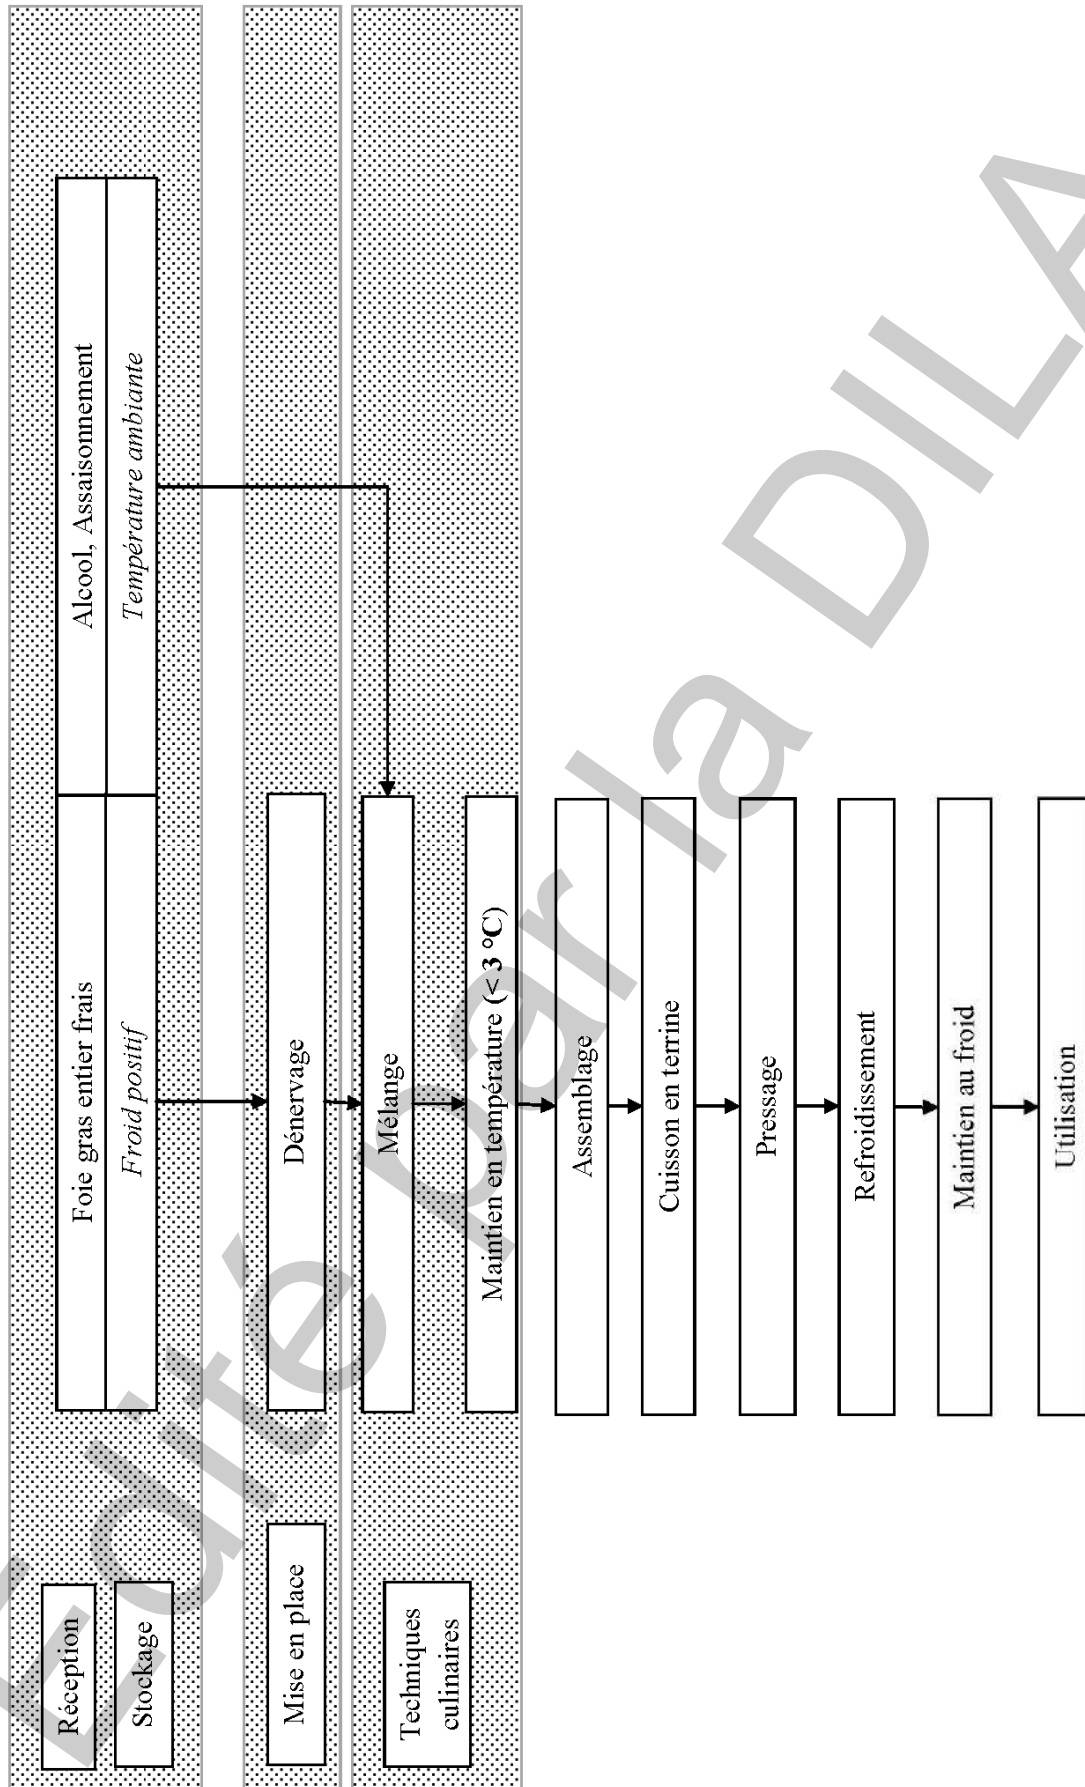 Réception
Stockage
Foie gras entier frais
Froid positif
Alcool, Assaisonnement
Température ambiante
Mise en place
Dénervage
Techniques
culinaires
Mélange
Maintien en température (< 3 °C)
Assemblage
Cuisson en terrine
Pressage
Refroidissement
Maintien au froid
Utilisation
Edité par la DILA